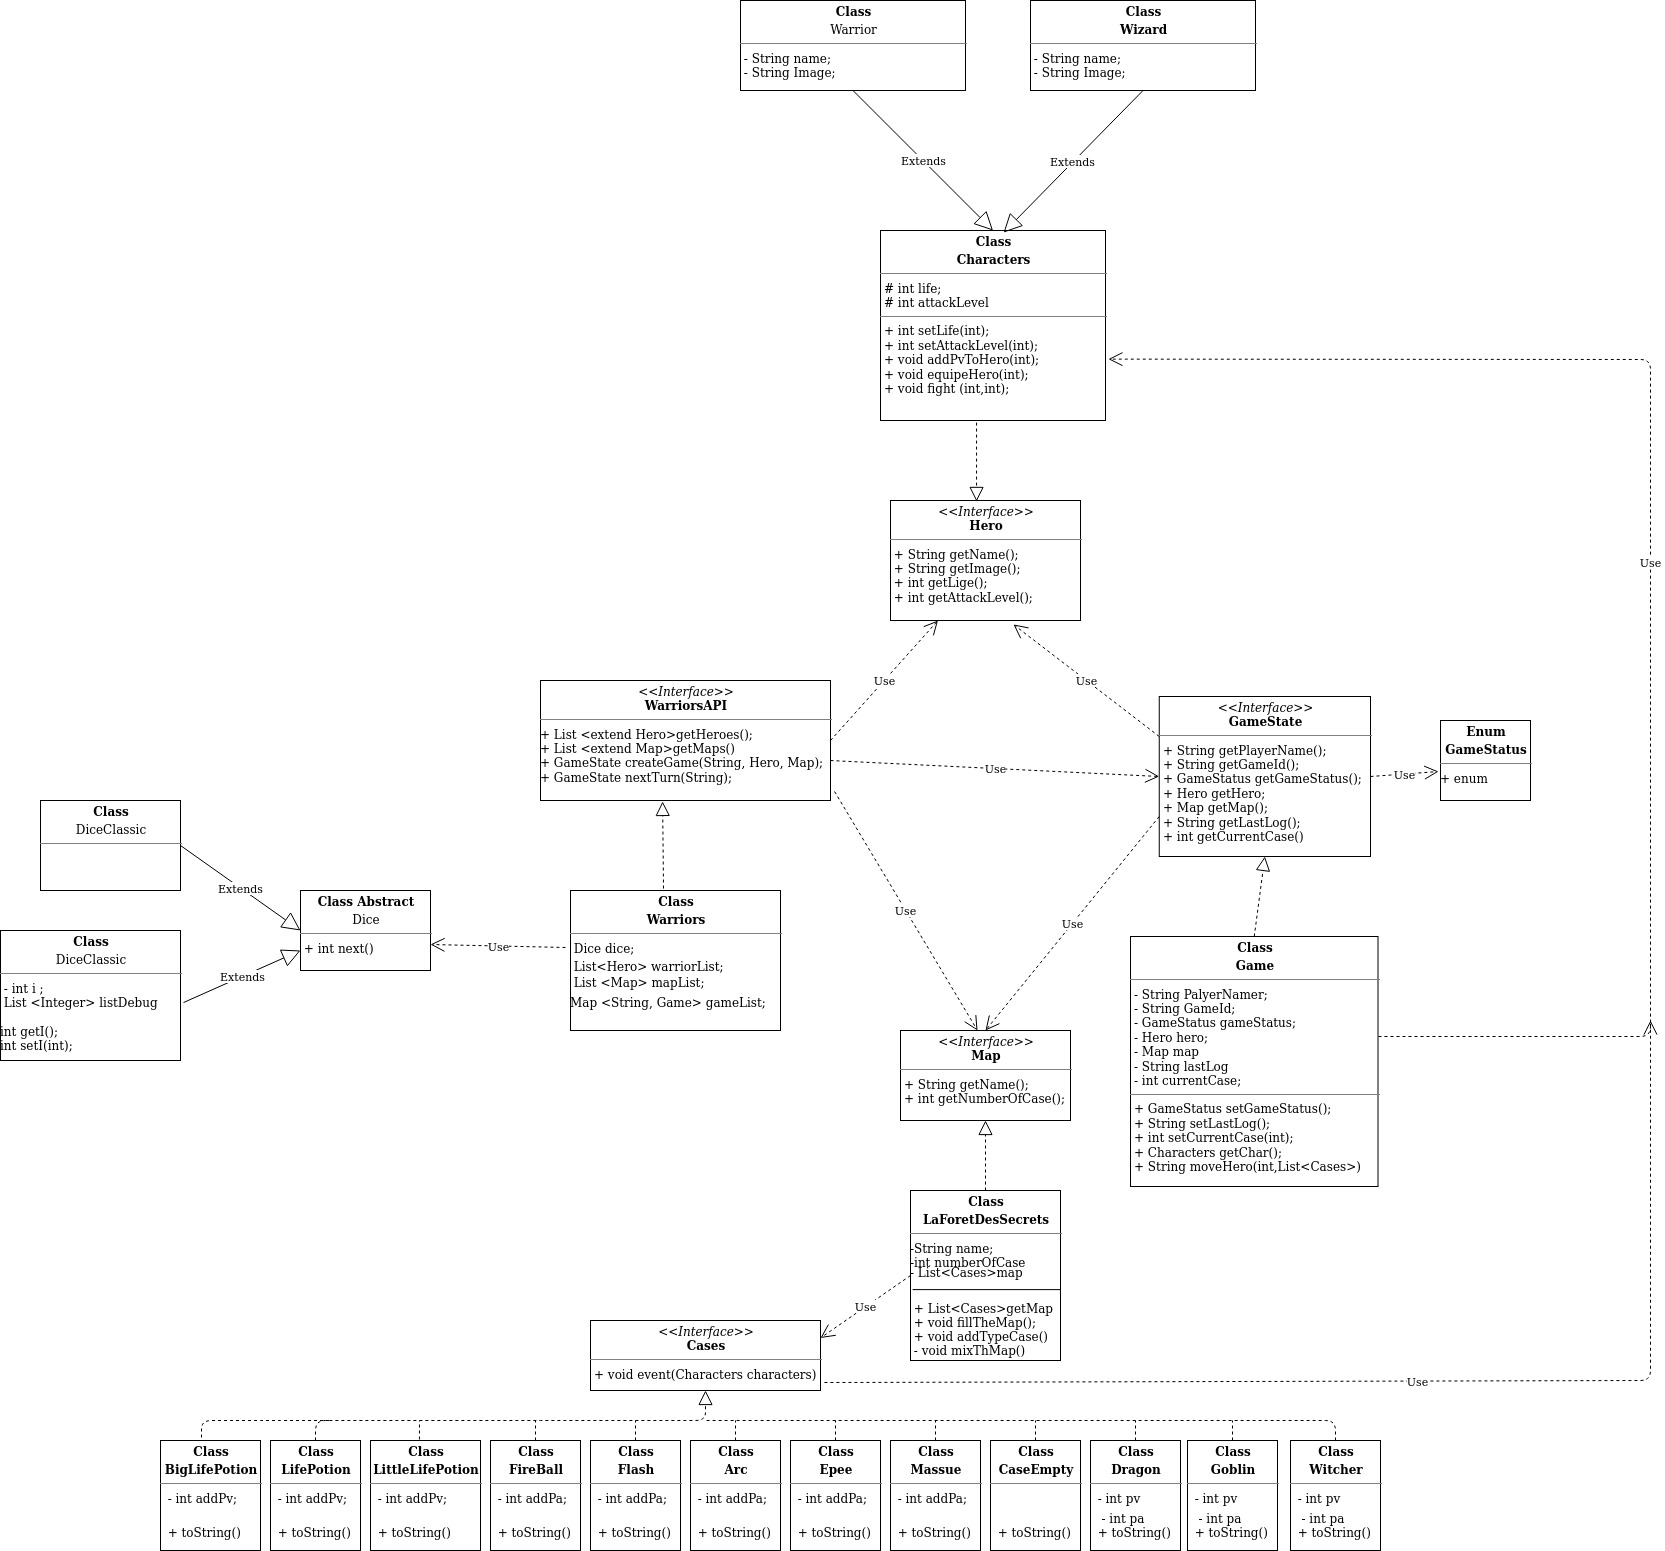 Class
Warrior
- String name;
- String Image;
Class
Wizard
- String name;
- String Image;
Extends
Extends
Class
Characters
# int life;
# int attackLevel
+ int setLife(int);
+ int setAttackLevel(int);
+ void addPvToHero(int);
+ void equipeHero(int);
+ void fight (int,int);
<<Interface>>
Hero
+ String getName();
+ String getImage();
+ int getLige();
+ int getAttackLevel();
Use
Use
Use
<<Interface>>
WarriorsAPI
+ List <extend Hero>getHeroes();
+ List <extend Map>getMaps()
+ GameState createGame(String, Hero, Map);
+ GameState nextTurn(String);
Use
<<Interface>>
GameState
+ String getPlayerName();
+ String getGameId();
+ GameStatus getGameStatus();
+ Hero getHero;
+ Map getMap();
+ String getLastLog();
+ int getCurrentCase()
Use
Enum
GameStatus
+ enum
Class
DiceClassic
Extends
Class
DiceClassic
- int i ;
List <Integer> listDebug
int getI();
int setI(int);
Extends
Class Abstract
Dice
+ int next()
Use
Class
Warriors
Dice dice;
List<Hero> warriorList;
List <Map> mapList;
Map <String, Game> gameList;
Use
Use
Class
Game
- String PalyerNamer;
- String GameId;
- GameStatus gameStatus;
- Hero hero;
- Map map
- String lastLog
- int currentCase;
+ GameStatus setGameStatus();
+ String setLastLog();
+ int setCurrentCase(int);
+ Characters getChar();
+ String moveHero(int,List<Cases>)
<<Interface>>
Map
+ String getName();
+ int getNumberOfCase();
Class
LaForetDesSecrets
-String name;
-int numberOfCase
- List<Cases>map
+ List<Cases>getMap
+ void fillTheMap();
+ void addTypeCase()
- void mixThMap()
Use
<<Interface>>
Cases
+ void event(Characters characters)
Use
Class
BigLifePotion
- int addPv;
+ toString()
Class
LifePotion
- int addPv;
+ toString()
Class
LittleLifePotion
- int addPv;
+ toString()
Class
FireBall
- int addPa;
+ toString()
Class
Flash
- int addPa;
+ toString()
Class
Arc
- int addPa;
+ toString()
Class
Epee
- int addPa;
+ toString()
Class
Massue
- int addPa;
+ toString()
Class
CaseEmpty
+ toString()
Class
Dragon
- int pv
- int pa
+ toString()
Class
Goblin
- int pv
- int pa
+ toString()
Class
Witcher
- int pv
- int pa
+ toString()